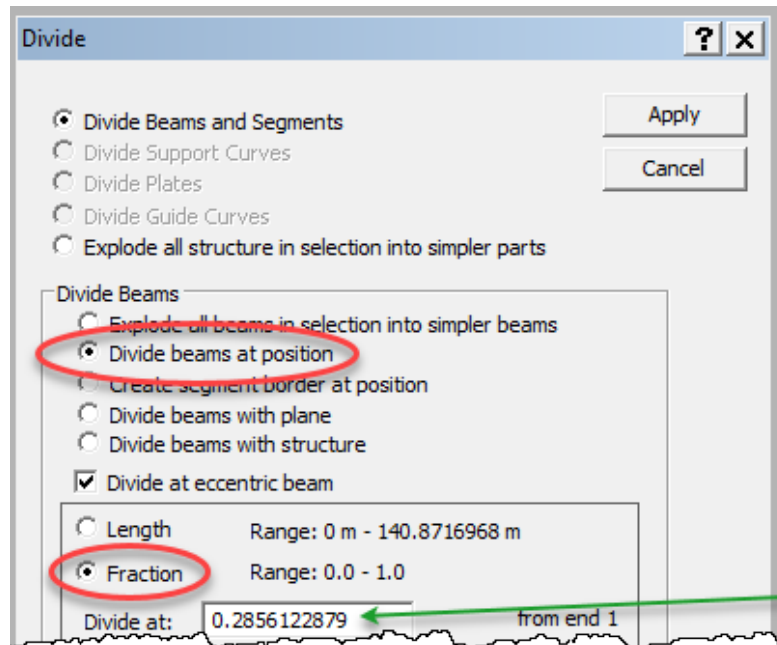 Divide
? X
Divide Beams and Segments
Apply
Divide Support Curves
Divide Plates
Cancel
Divide Guide Curves
Explode all structure in selection into simpler parts
Divide Beams
Explode all beams in selection into simpler beams
Divide beams at position
Create segment border at position
Divide beams with plane
Divide beams with structure
Divide at eccentric beam
Length Range: 0 m - 140.8716968 m
Fraction Range: 0.0 - 1.0
Divide at: 0.2856122879 from end 1